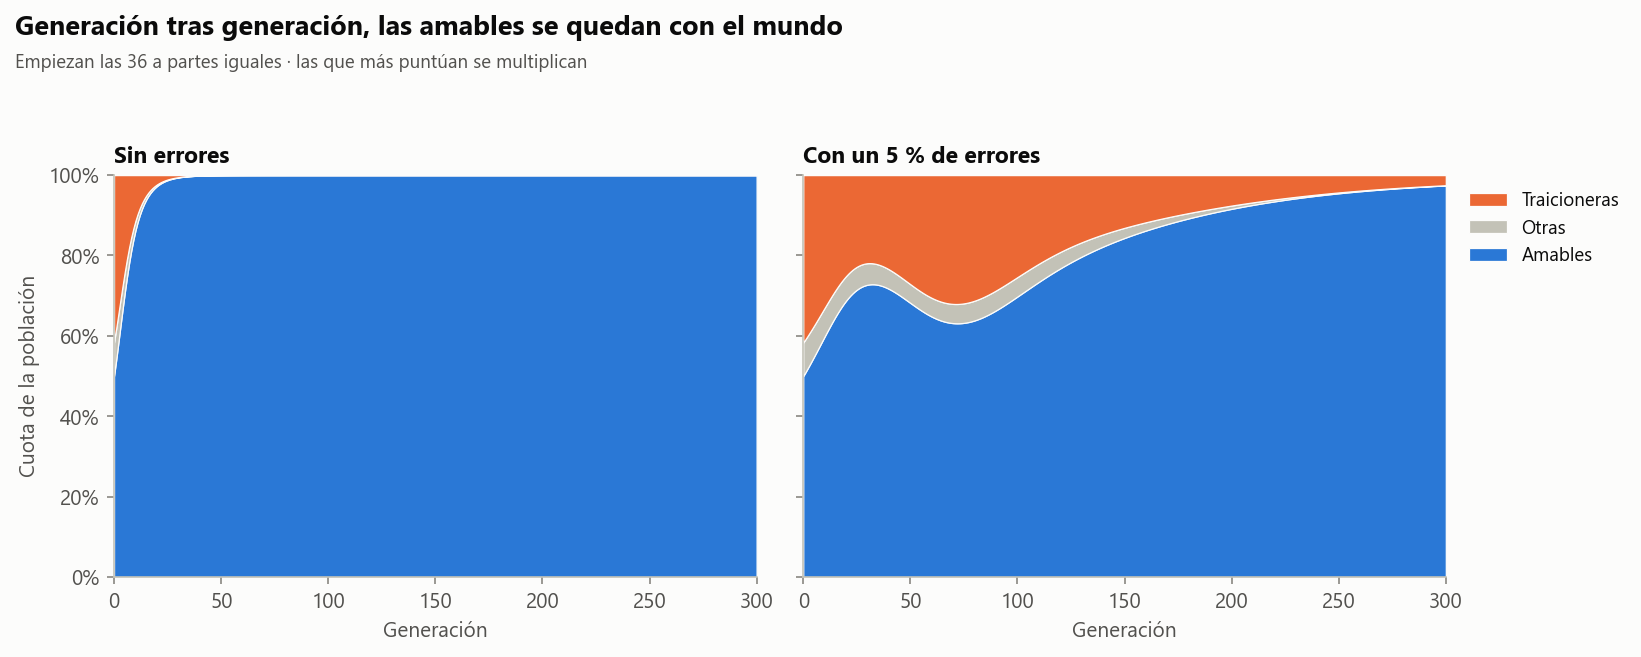 Generación tras generación, las amables se quedan con el mundo
Empiezan las 36 a partes iguales · las que más puntúan se multiplican
Sin errores
100%
80%
60%
40%
20%
0%
Cuota de la población
0 50 100 150 200 250 300
Generación
Con un 5 % de errores
0 50 100 150 200 250 300
Generación
Traicioneras
Otras
Amables